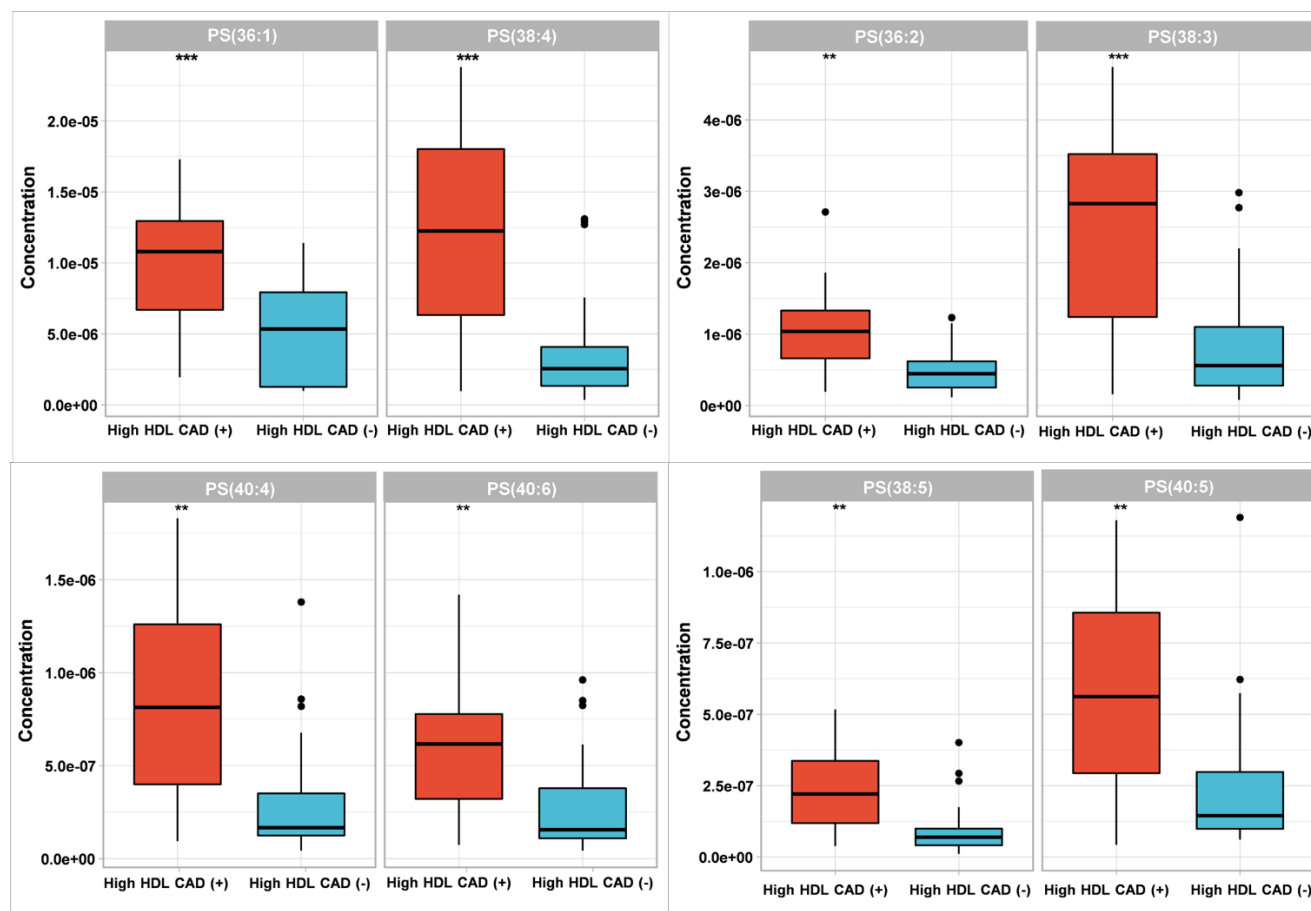 PS(36:1) PS(38:4)
*** ***
Concentration
2.0e-05
1.5e-05
1.0e-05
5.0e-06
0.0e+00
High HDL CAD (+) High HDL CAD (-) High HDL CAD (+) High HDL CAD (-)
PS(36:2) PS(38:3)
** ***
Concentration
4e-06
3e-06
2e-06
1e-06
0e+00
High HDL CAD (+) High HDL CAD (-) High HDL CAD (+) High HDL CAD (-)
PS(40:4) PS(40:6)
** **
Concentration
1.5e-06
1.0e-06
5.0e-07
0.0e+00
High HDL CAD (+) High HDL CAD (-) High HDL CAD (+) High HDL CAD (-)
PS(38:5) PS(40:5)
** **
Concentration
1.0e-06
7.5e-07
5.0e-07
2.5e-07
0.0e+00
High HDL CAD (+) High HDL CAD (-) High HDL CAD (+) High HDL CAD (-)